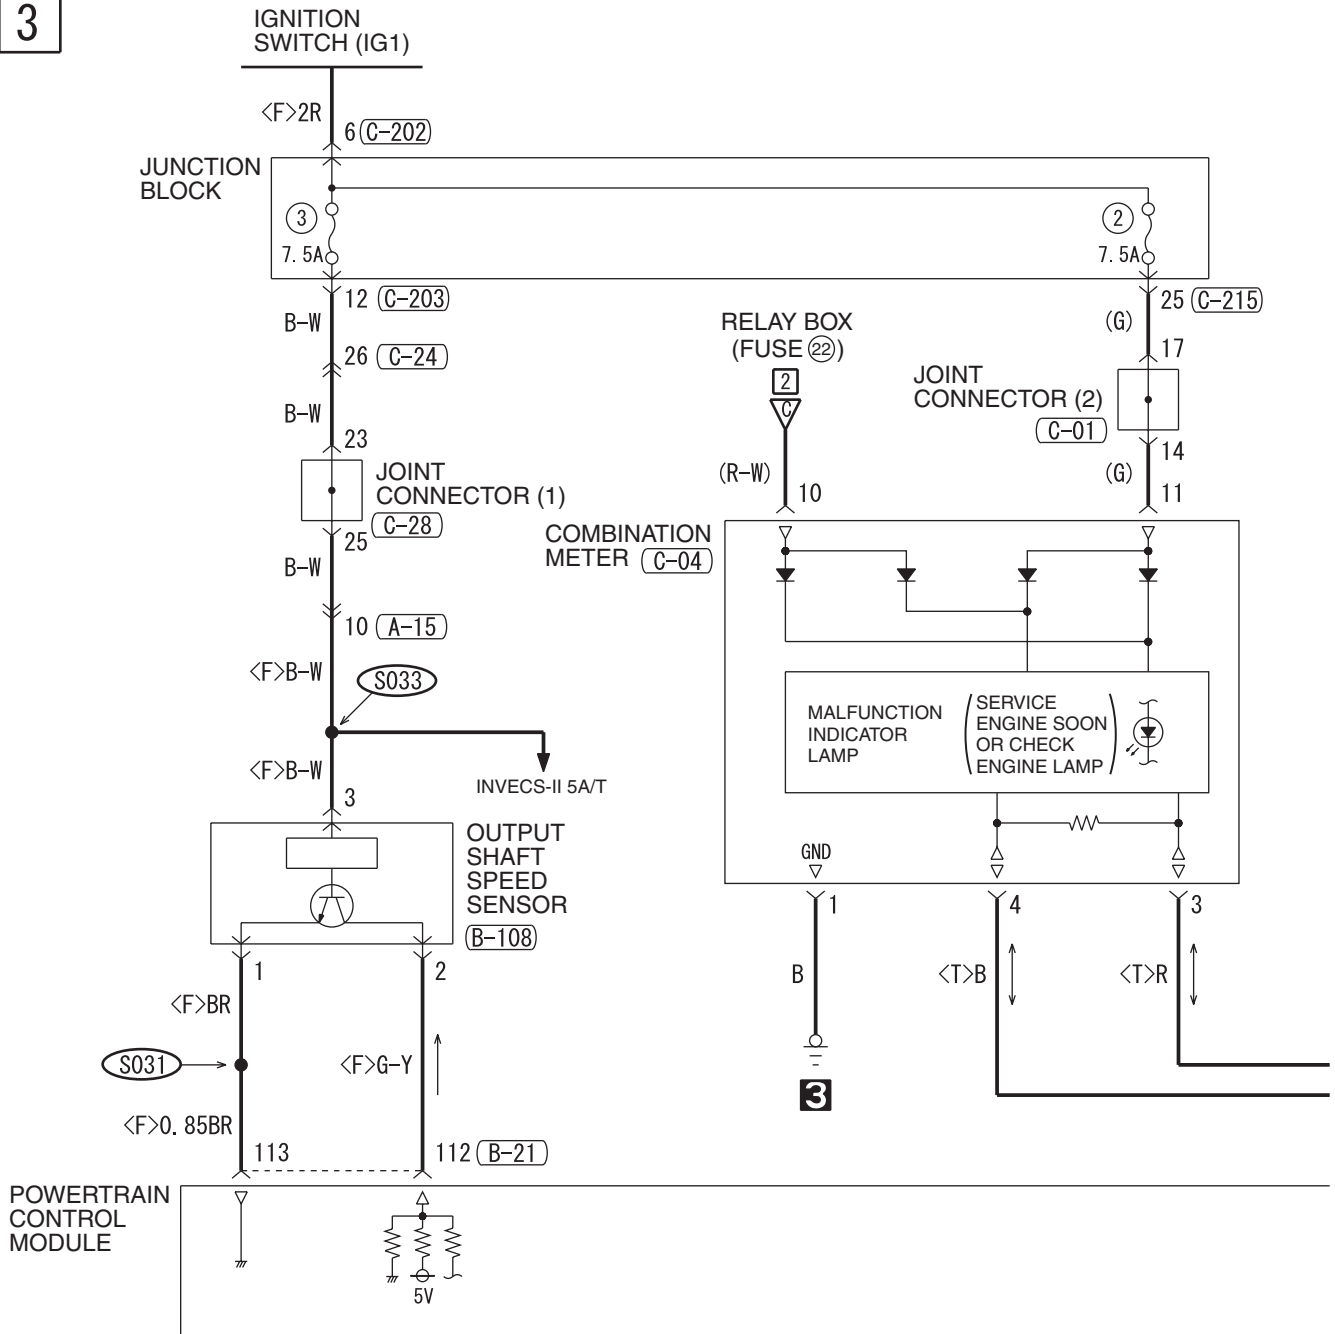 3
IGNITION
SWITCH (IG1)
<F>2R
6 C-202
JUNCTION
BLOCK
3
7.5A
2
7.5A
12 C-203
B-W
26 C-24
B-W
23
JOINT
CONNECTOR (1)
C-28
25
B-W
10 A-15
<F>B-W
S033
<F>B-W
INVECS-II 5A/T
3
OUTPUT
SHAFT
SPEED
SENSOR
B-108
1
2
<F>BR
S031
<F>G-Y
<F>0.85BR
113
112 B-21
POWERTRAIN
CONTROL
MODULE
5V
25 C-215
(G)
17
JOINT
CONNECTOR (2)
C-01
14
(G)
11
RELAY BOX
(FUSE 22)
2
C
(R-W)
10
COMBINATION
METER C-04
MALFUNCTION
INDICATOR
LAMP
(SERVICE
ENGINE SOON
OR CHECK
ENGINE LAMP)
GND
1
4
3
B
<T>B
<T>R
3